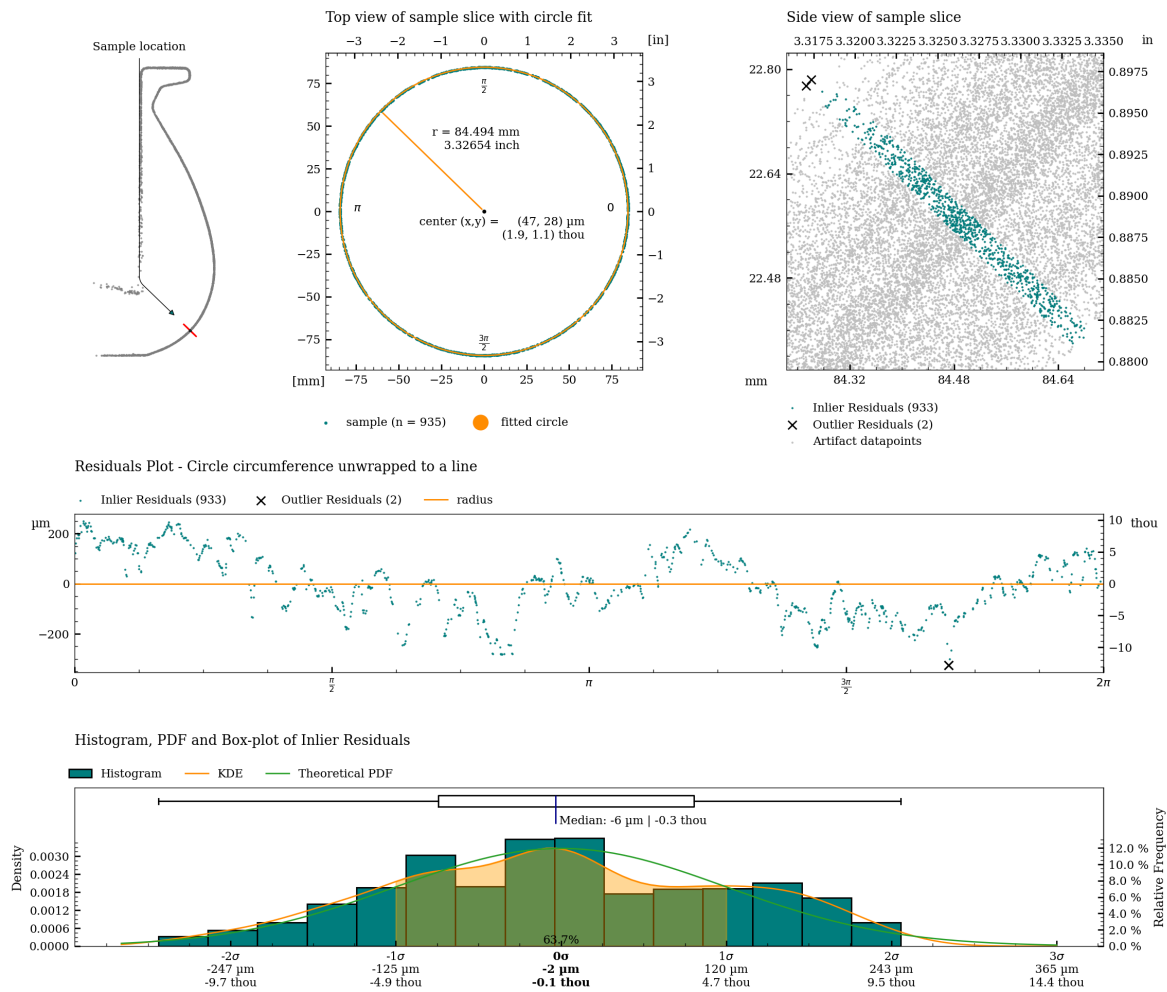 Sample location
Top view of sample slice with circle fit
−3 −2 −1 0 1 2 3 [in]
75 50 25 0 −25 −50 −75
3 2 1 0 −1 −2 −3
π/2
r = 84.494 mm
3.32654 inch
π 0
center (x,y) = (47, 28) µm
(1.9, 1.1) thou
3π/2
[mm] −75 −50 −25 0 25 50 75
sample (n = 935) fitted circle
Side view of sample slice
3.3175 3.3200 3.3225 3.3250 3.3275 3.3300 3.3325 3.3350 in
22.80 22.64 22.48
0.8975 0.8950 0.8925 0.8900 0.8875 0.8850 0.8825 0.8800
mm 84.32 84.48 84.64
Inlier Residuals (933)
Outlier Residuals (2)
Artifact datapoints
Residuals Plot - Circle circumference unwrapped to a line
Inlier Residuals (933) Outlier Residuals (2) radius
µm 200 0 −200
10 5 0 −5 −10 thou
0 π/2 π 3π/2 2π
Histogram, PDF and Box-plot of Inlier Residuals
Histogram KDE Theoretical PDF
Median: -6 µm | -0.3 thou
Density
0.0030 0.0024 0.0018 0.0012 0.0006 0.0000
12.0 % 10.0 % 8.0 % 6.0 % 4.0 % 2.0 % 0.0 %
Relative Frequency
63.7%
-2σ -1σ 0σ 1σ 2σ 3σ
-247 µm -125 µm -2 µm 120 µm 243 µm 365 µm
-9.7 thou -4.9 thou -0.1 thou 4.7 thou 9.5 thou 14.4 thou